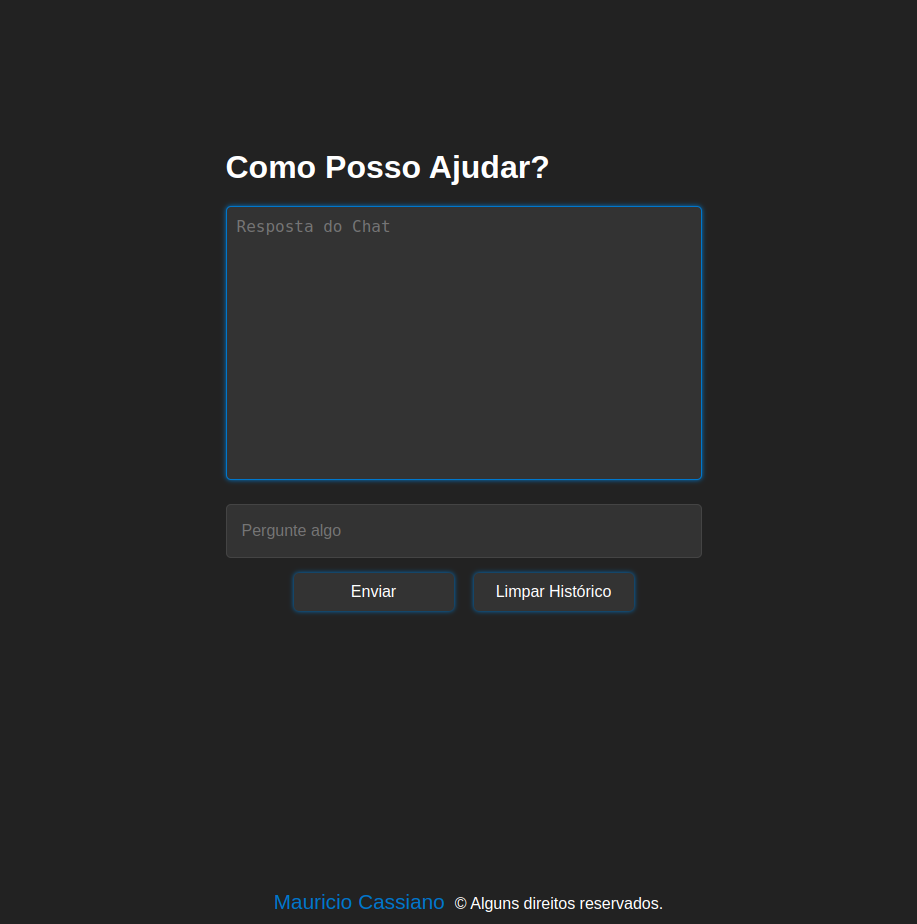 Como Posso Ajudar?
Resposta do Chat
Pergunte algo
Enviar
Limpar Histórico
Mauricio Cassiano © Alguns direitos reservados.